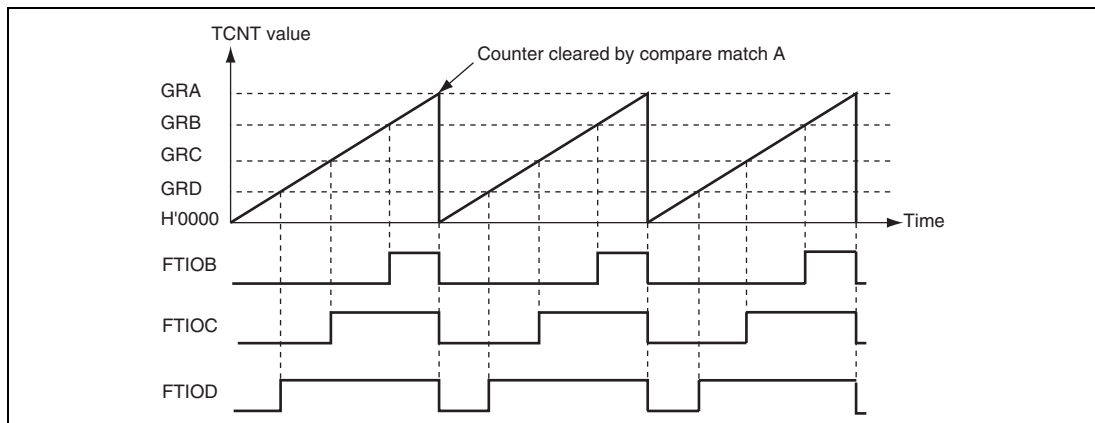 TCNT value
Counter cleared by compare match A
GRA
GRB
GRC
GRD
H'0000
Time
FTIOB
FTIOC
FTIOD